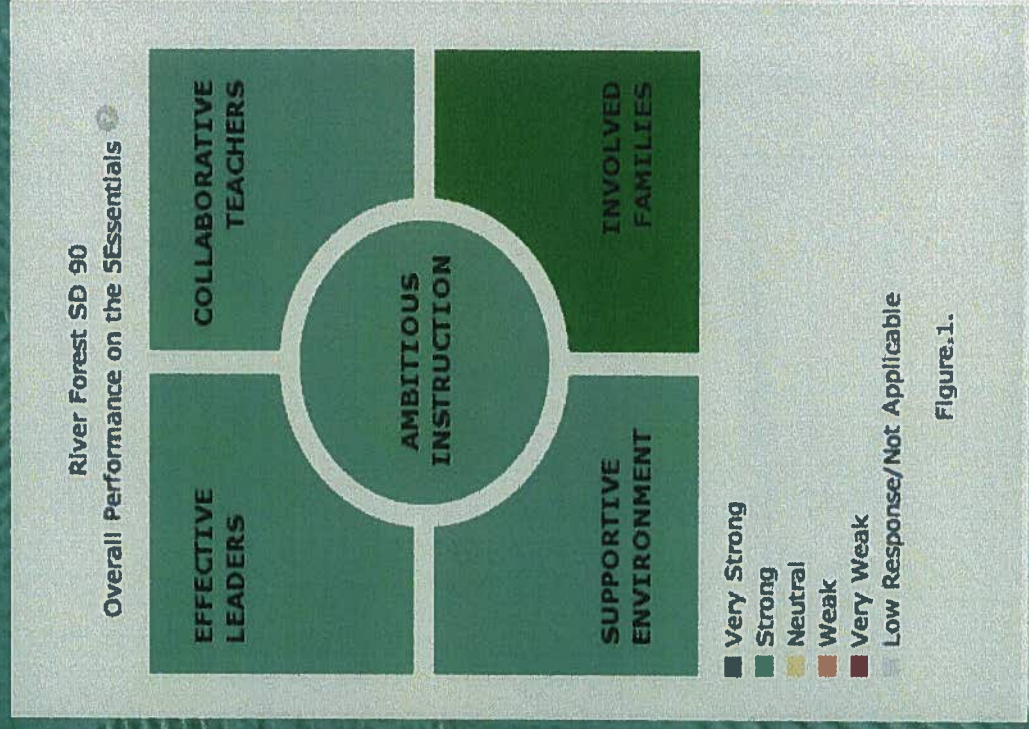 River Forest SD 90
Overall Performance on the 5Essentials ?
EFFECTIVE
LEADERS
COLLABORATIVE
TEACHERS
AMBITIOUS
INSTRUCTION
SUPPORTIVE
ENVIRONMENT
INVOLVED
FAMILIES
Very Strong
Strong
Neutral
Weak
Very Weak
Low Response/Not Applicable
Figure.1.